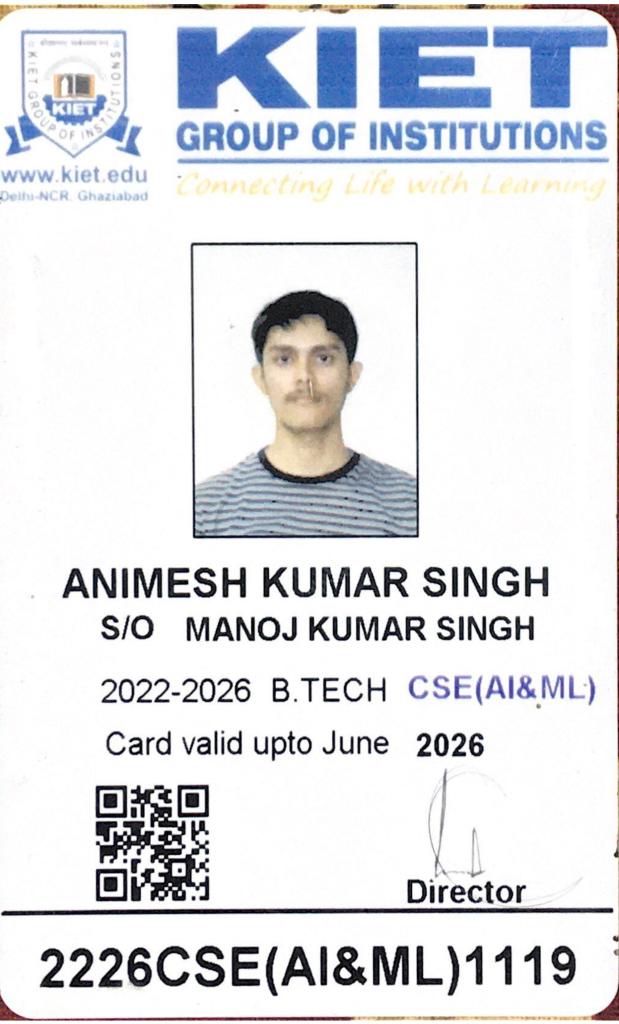 KIET
GROUP OF INSTITUTIONS
Connecting Life with Learning
KIET GROUP OF INSTITUTIONS
KIET
www.kiet.edu
Delhi-NCR, Ghaziabad
ANIMESH KUMAR SINGH
S/O MANOJ KUMAR SINGH
2022-2026 B.TECH CSE(AI&ML)
Card valid upto June 2026
Director
2226CSE(AI&ML)1119